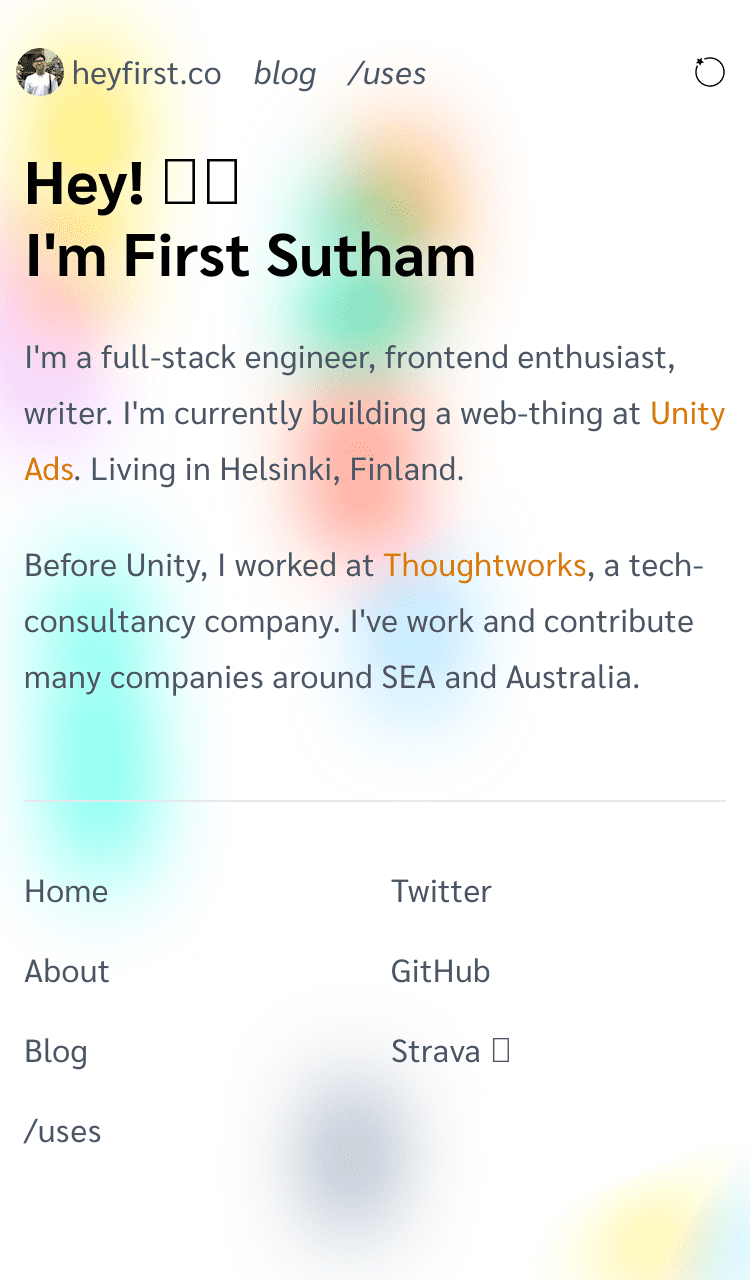 heyfirst.co blog /uses
Hey!
I'm First Sutham
I'm a full-stack engineer, frontend enthusiast,
writer. I'm currently building a web-thing at Unity
Ads. Living in Helsinki, Finland.
Before Unity, I worked at Thoughtworks, a tech-
consultancy company. I've work and contribute
many companies around SEA and Australia.
Home
Twitter
About
GitHub
Blog
Strava
/uses